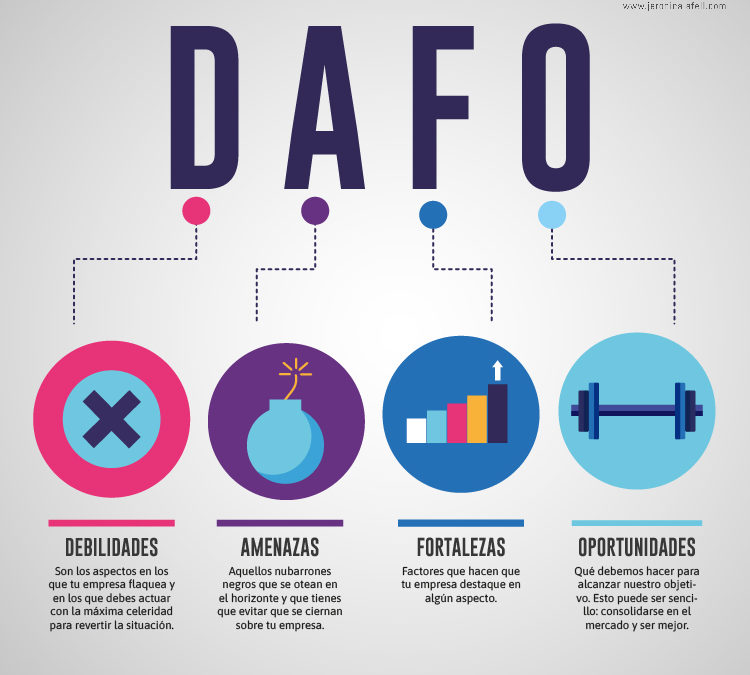 DAFO
DEBILIDADES
Son los aspectos en los
que tu empresa flaquea y
en los que debes actuar
con la máxima celeridad
para revertir la situación.
AMENAZAS
Aquellos nubarrones
negros que se otean en
el horizonte y que tienes
que evitar que se ciernan
sobre tu empresa.
FORTALEZAS
Factores que hacen que
tu empresa destaque en
algún aspecto.
OPORTUNIDADES
Qué debemos hacer para
alcanzar nuestro objeti-
vo. Esto puede ser senci-
llo: consolidarse en el
mercado y ser mejor.